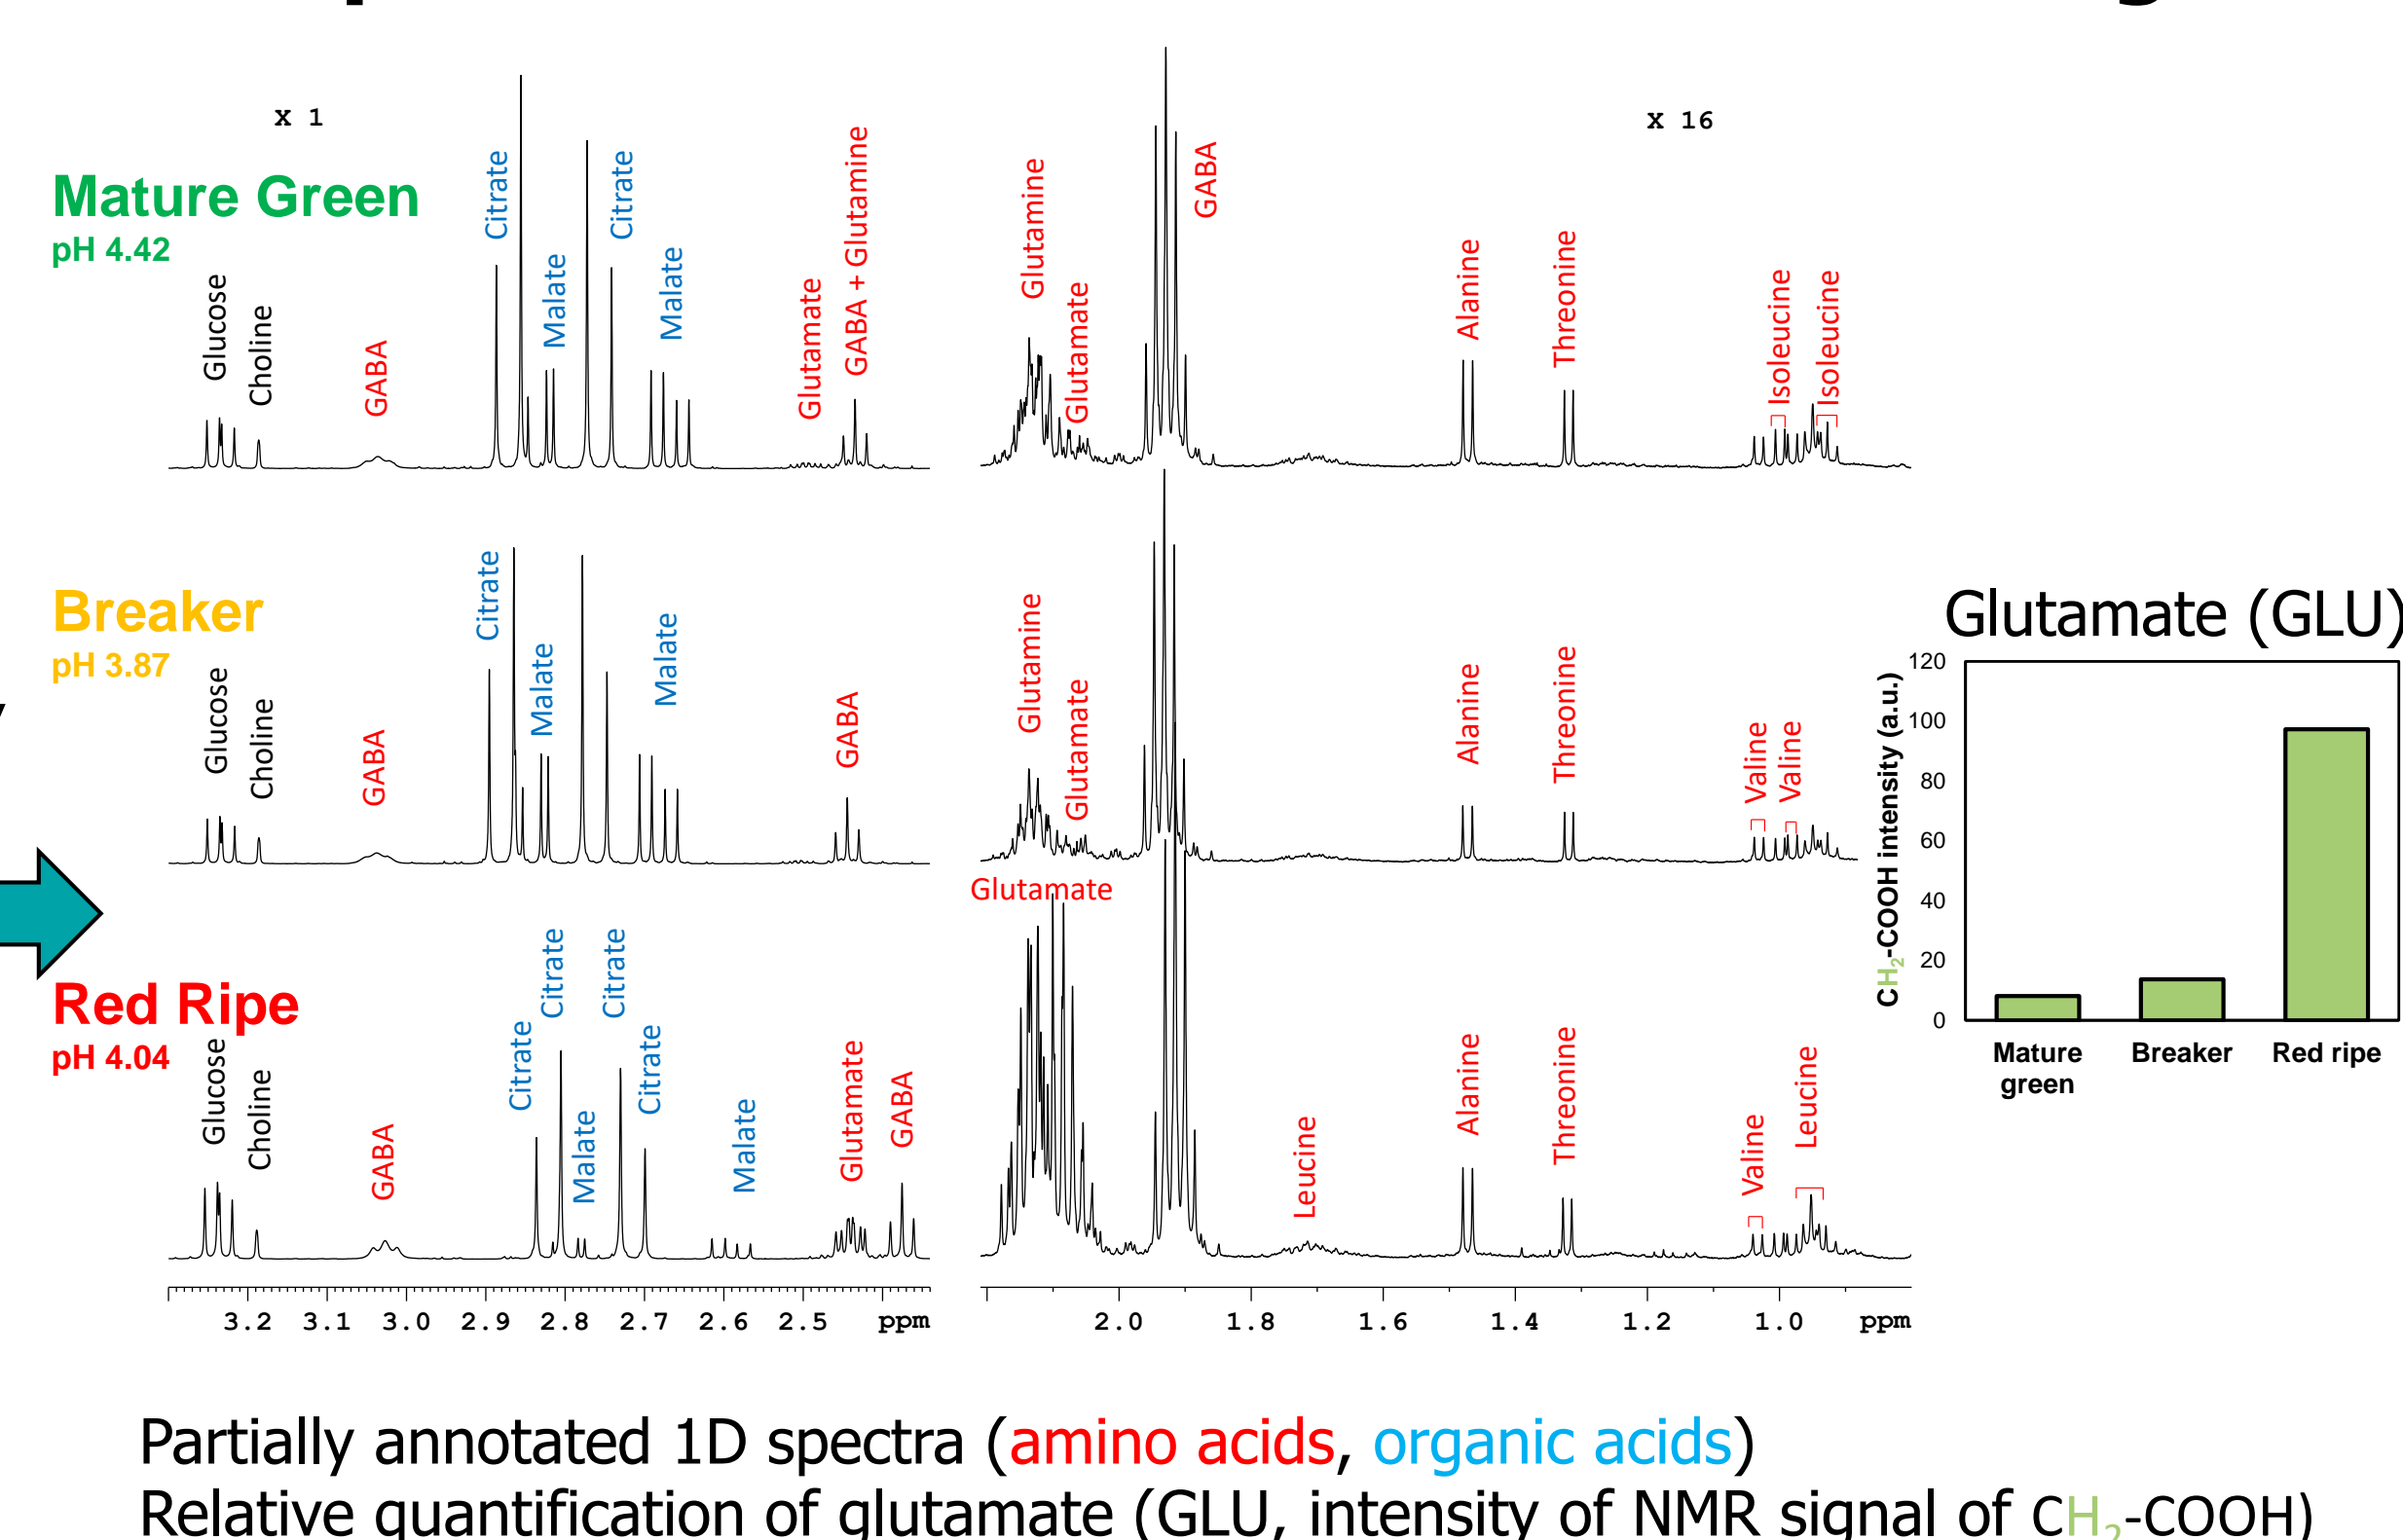 x 1
x 16
Mature Green
pH 4.42
Glucose
Choline
GABA
Citrate
Malate
Citrate
Malate
Glutamate
GABA + Glutamine
Glutamine
Glutamate
GABA
Alanine
Threonine
Isoleucine
Isoleucine
Breaker
pH 3.87
Glucose
Choline
GABA
Citrate
Malate
Malate
GABA
Glutamine
Glutamate
Alanine
Threonine
Valine
Valine
Red Ripe
pH 4.04
Glucose
Choline
GABA
Citrate
Citrate
Malate
Citrate
Citrate
Malate
Glutamate
GABA
Glutamate
Leucine
Alanine
Threonine
Valine
Leucine
3.2 3.1 3.0 2.9 2.8 2.7 2.6 2.5 ppm
2.0 1.8 1.6 1.4 1.2 1.0 ppm
Glutamate (GLU)
CH₂-COOH intensity (a.u.)
120
100
80
60
40
20
0
Mature green
Breaker
Red ripe
Partially annotated 1D spectra (amino acids, organic acids)
Relative quantification of glutamate (GLU, intensity of NMR signal of CH₂-COOH)